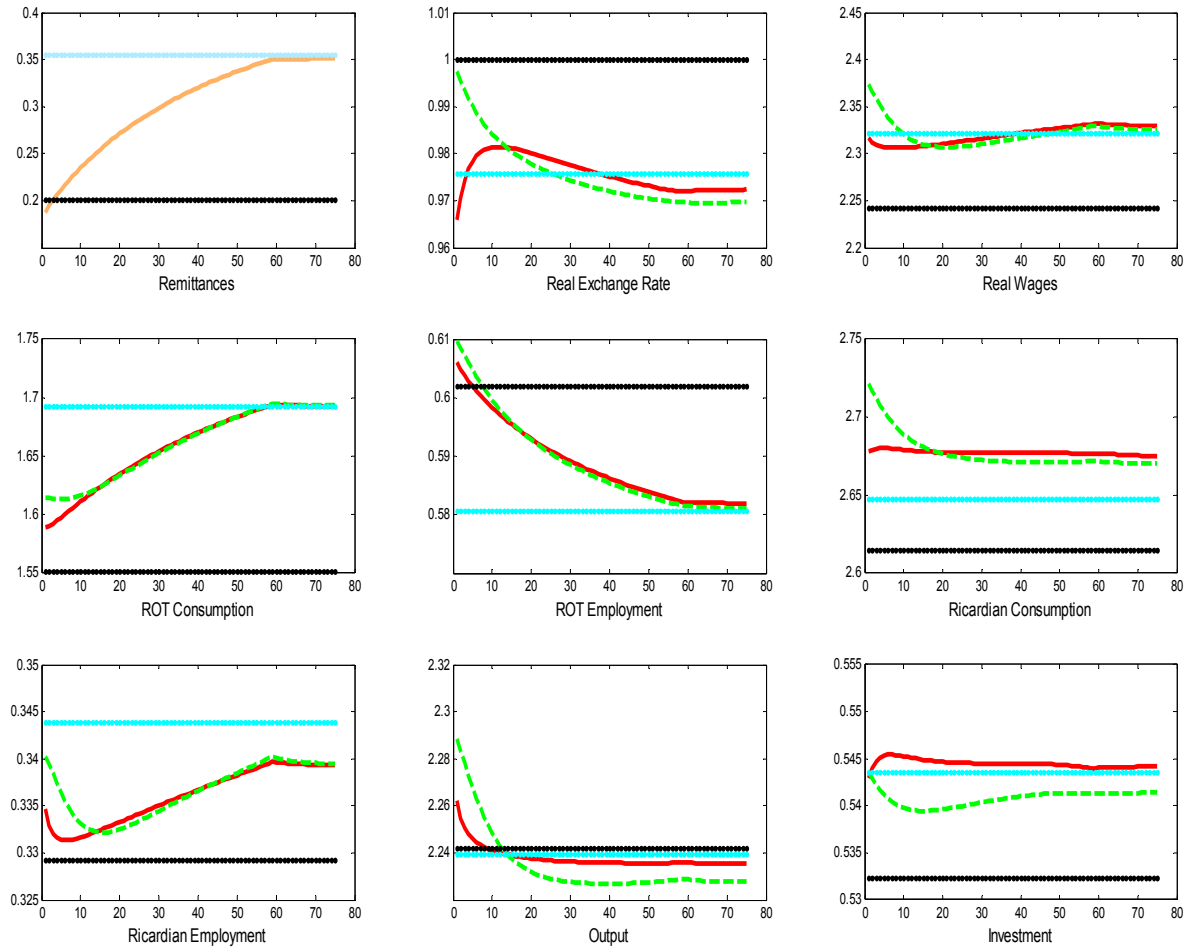 0.4
0.35
0.3
0.25
0.2
0 10 20 30 40 50 60 70 80
Remittances
1.01
1
0.99
0.98
0.97
0.96
0 10 20 30 40 50 60 70 80
Real Exchange Rate
2.45
2.4
2.35
2.3
2.25
2.2
0 10 20 30 40 50 60 70 80
Real Wages
1.75
1.7
1.65
1.6
1.55
0 10 20 30 40 50 60 70 80
ROT Consumption
0.61
0.6
0.59
0.58
0 10 20 30 40 50 60 70 80
ROT Employment
2.75
2.7
2.65
2.6
0 10 20 30 40 50 60 70 80
Ricardian Consumption
0.35
0.345
0.34
0.335
0.33
0.325
0 10 20 30 40 50 60 70 80
Ricardian Employment
2.32
2.3
2.28
2.26
2.24
0 10 20 30 40 50 60 70 80
Output
0.555
0.55
0.545
0.54
0.535
0.53
0 10 20 30 40 50 60 70 80
Investment